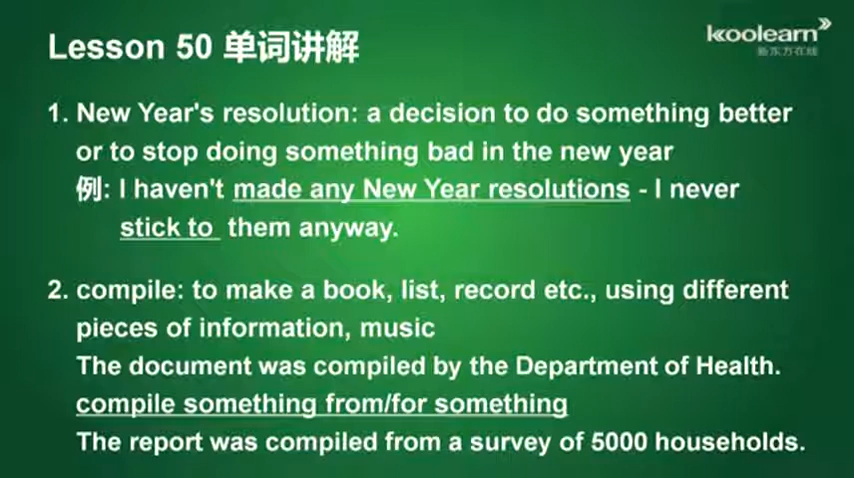 Lesson 50 单词讲解
koolearn
新东方在线
1. New Year's resolution: a decision to do something better
or to stop doing something bad in the new year
例: I haven't made any New Year resolutions - I never
stick to them anyway.
2. compile: to make a book, list, record etc., using different
pieces of information, music
The document was compiled by the Department of Health.
compile something from/for something
The report was compiled from a survey of 5000 households.